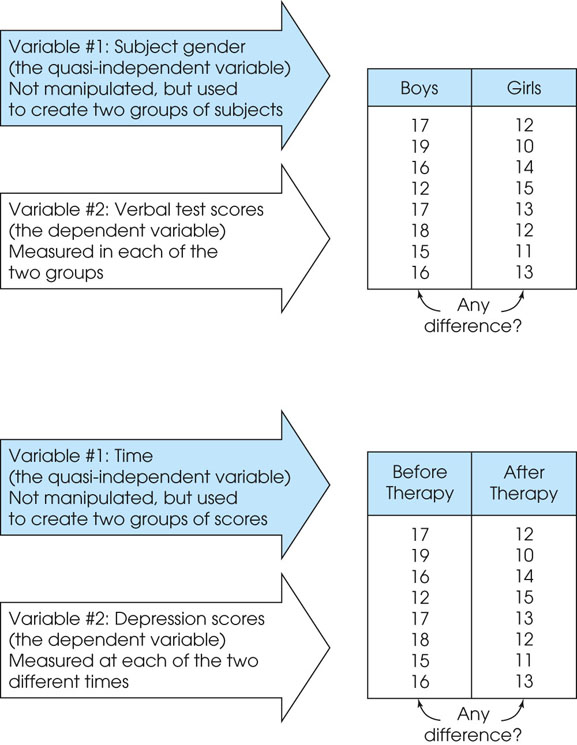 Variable #1: Subject gender
(the quasi-independent variable)
Not manipulated, but used
to create two groups of subjects
Variable #2: Verbal test scores
(the dependent variable)
Measured in each of the
two groups
Boys Girls
17 12
19 10
16 14
12 15
17 13
18 12
15 11
16 13
Any
difference?
Variable #1: Time
(the quasi-independent variable)
Not manipulated, but used
to create two groups of scores
Variable #2: Depression scores
(the dependent variable)
Measured at each of the two
different times
Before After
Therapy Therapy
17 12
19 10
16 14
12 15
17 13
18 12
15 11
16 13
Any
difference?